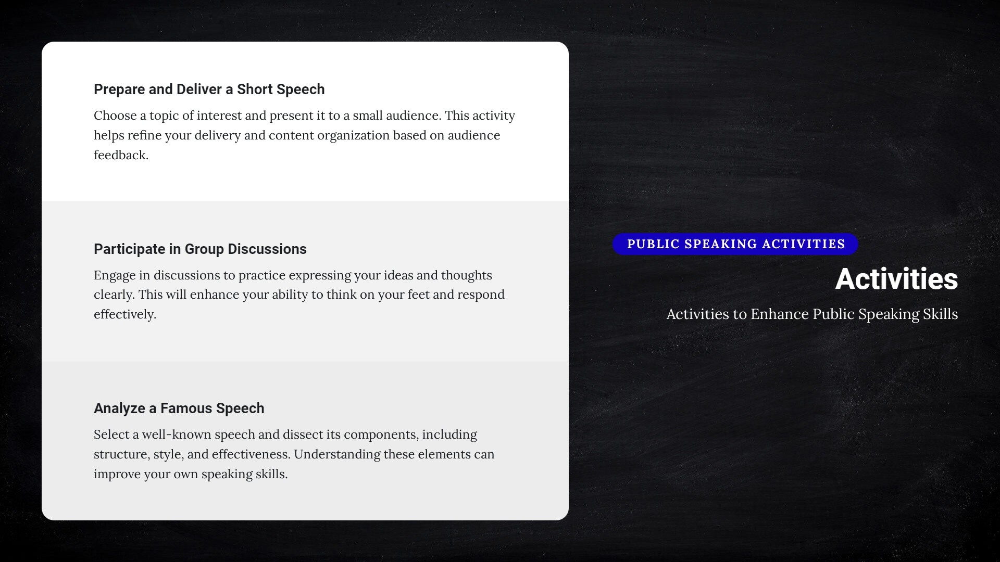 Prepare and Deliver a Short Speech
Choose a topic of interest and present it to a small audience. This activity
helps refine your delivery and content organization based on audience
feedback.
Participate in Group Discussions
Engage in discussions to practice expressing your ideas and thoughts
clearly. This will enhance your ability to think on your feet and respond
effectively.
Analyze a Famous Speech
Select a well-known speech and dissect its components, including
structure, style, and effectiveness. Understanding these elements can
improve your own speaking skills.
PUBLIC SPEAKING ACTIVITIES
Activities
Activities to Enhance Public Speaking Skills